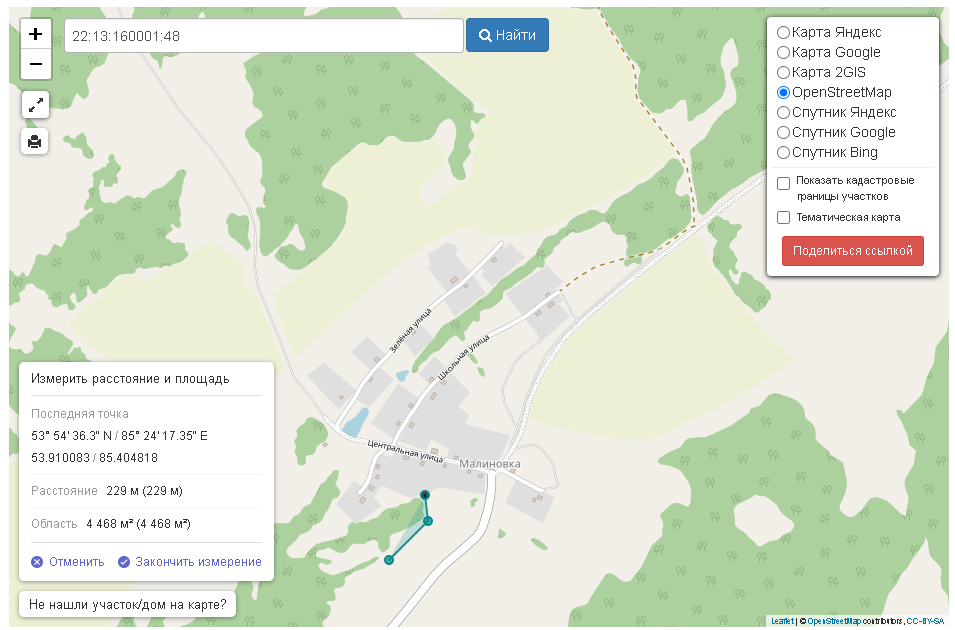 +
22:13:160001:48
Найти
−
Карта Яндекс
Карта Google
Карта 2GIS
OpenStreetMap
Спутник Яндекс
Спутник Google
Спутник Bing
Показать кадастровые
границы участков
Тематическая карта
Поделиться ссылкой
Зелёная улица
Школьная улица
Центральная улица
Малиновка
Измерить расстояние и площадь
Последняя точка
53° 54' 36.3" N / 85° 24' 17.35" E
53.910083 / 85.404818
Расстояние 229 м (229 м)
Область 4 468 м² (4 468 м²)
Отменить Закончить измерение
Не нашли участок/дом на карте?
Leaflet | © OpenStreetMap contributors, CC-BY-SA